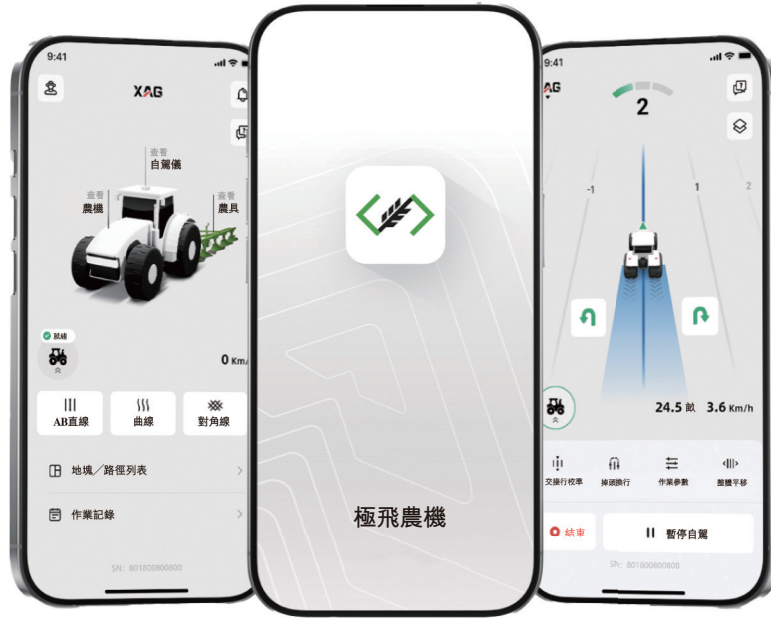 9:41
XAG
查看
自駕儀
查看
農機
查看
農具
就緒
0 Km/
AB直線
曲線
對角線
地塊／路徑列表
作業記錄
SN: 801800800800
極飛農機
9:41
AG
2
-1
1
2
24.5 畝 3.6 Km/h
交接行校準
掉頭換行
作業參數
整體平移
結束
暫停自駕
SN: 801800800800